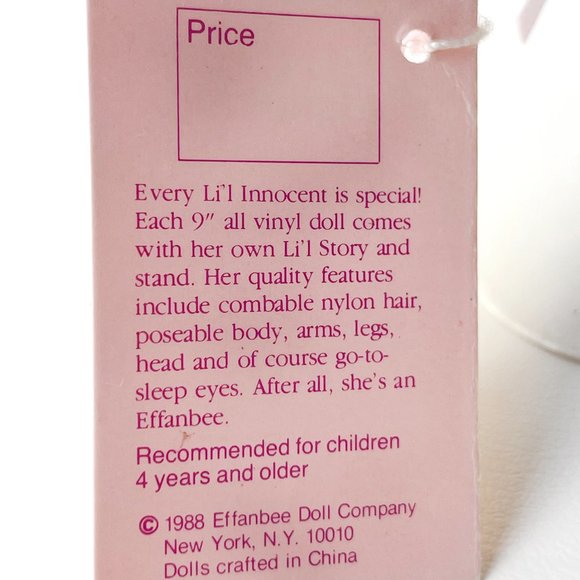 Price
Every Li'l Innocent is special!
Each 9" all vinyl doll comes
with her own Li'l Story and
stand. Her quality features
include combable nylon hair,
poseable body, arms, legs,
head and of course go-to-
sleep eyes. After all, she's an
Effanbee.
Recommended for children
4 years and older
© 1988 Effanbee Doll Company
New York, N.Y. 10010
Dolls crafted in China